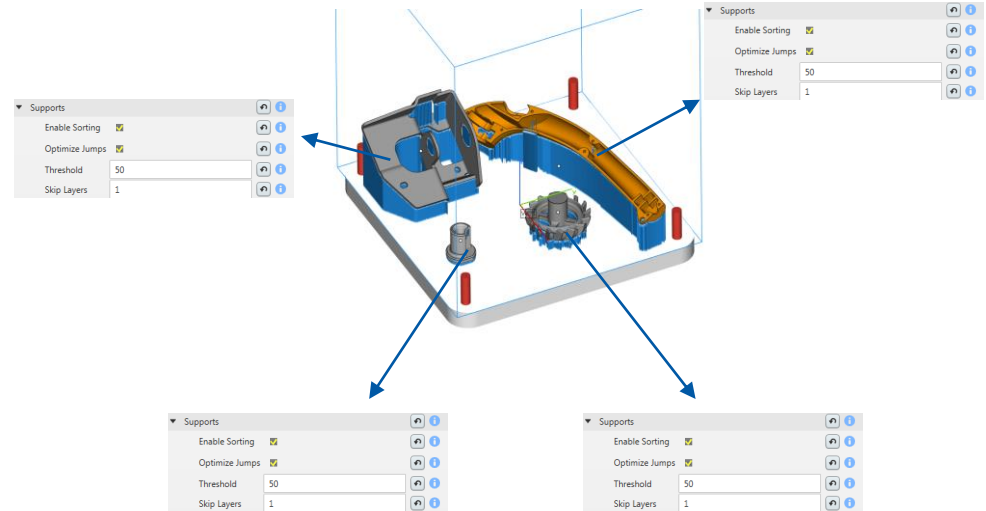 Supports
Enable Sorting
Optimize Jumps
Threshold 50
Skip Layers 1
Supports
Enable Sorting
Optimize Jumps
Threshold 50
Skip Layers 1
Supports
Enable Sorting
Optimize Jumps
Threshold 50
Skip Layers 1
Supports
Enable Sorting
Optimize Jumps
Threshold 50
Skip Layers 1